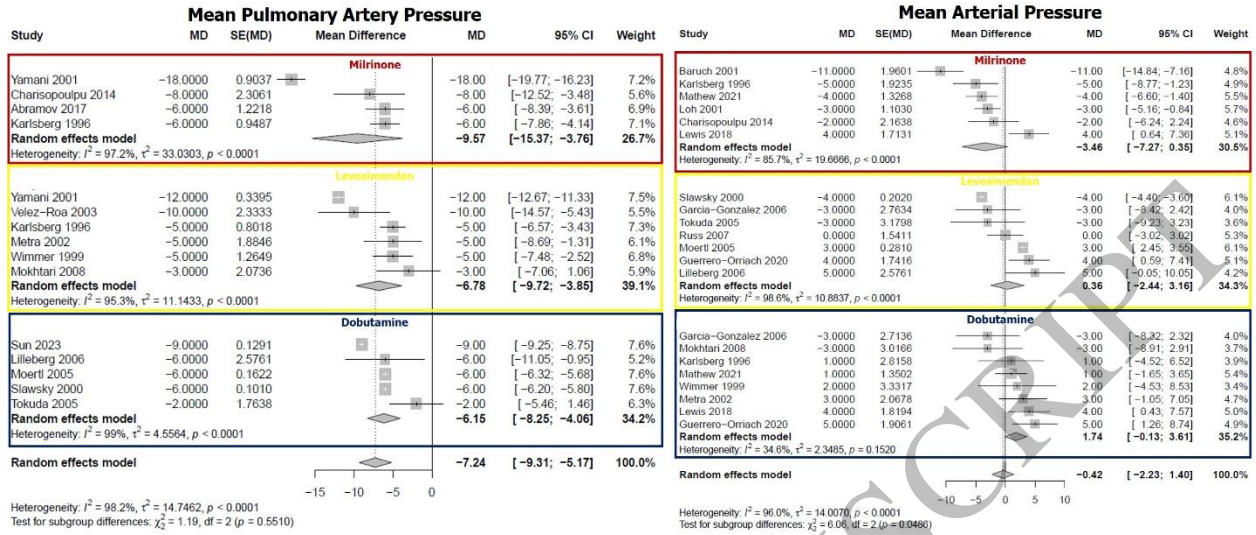 Mean Pulmonary Artery Pressure
Study MD SE(MD) Mean Difference MD 95% CI Weight
Milrinone
Yamani 2001 −18.0000 0.9037 −18.00 [−19.77; −16.23] 7.2%
Charisopoulpu 2014 −8.0000 2.3061 −8.00 [−12.52; −3.48] 5.6%
Abramov 2017 −6.0000 1.2218 −6.00 [−8.39; −3.61] 6.8%
Karlsberg 1996 −6.0000 0.9487 −6.00 [−7.86; −4.14] 7.1%
Random effects model −9.57 [−15.37; −3.76] 26.7%
Heterogeneity: I² = 97.2%, τ² = 33.0303, p < 0.0001
Levosimendan
Yamani 2001 −12.0000 0.3395 −12.00 [−12.67; −11.33] 7.5%
Velez-Roa 2003 −10.0000 2.3333 −10.00 [−14.57; −5.43] 5.5%
Karlsberg 1996 −5.0000 0.8018 −5.00 [−6.57; −3.43] 7.3%
Metra 2002 −5.0000 1.8846 −5.00 [−8.69; −1.31] 6.1%
Wimmer 1999 −5.0000 1.2649 −5.00 [−7.48; −2.52] 6.7%
Mokhtari 2008 −3.0000 2.0736 −3.00 [−7.06; 1.06] 5.9%
Random effects model −6.78 [−9.72; −3.85] 39.1%
Heterogeneity: I² = 95.3%, τ² = 11.1433, p < 0.0001
Dobutamine
Sun 2023 −9.0000 0.1291 −9.00 [−9.25; −8.75] 7.6%
Lilleberg 2006 −6.0000 2.5761 −6.00 [−11.05; −0.95] 5.2%
Moertl 2005 −6.0000 0.1622 −6.00 [−6.32; −5.68] 7.6%
Slawsky 2000 −6.0000 0.1010 −6.00 [−6.20; −5.80] 7.6%
Tokuda 2005 −2.0000 1.7638 −2.00 [−5.46; 1.46] 6.3%
Random effects model −6.15 [−8.25; −4.06] 34.2%
Heterogeneity: I² = 99%, τ² = 4.5564, p < 0.0001
Random effects model −7.24 [−9.31; −5.17] 100.0%
−15 −10 −5 0
Heterogeneity: I² = 98.2%, τ² = 14.7462, p < 0.0001
Test for subgroup differences: χ₂² = 1.19, df = 2 (p = 0.5510)
Mean Arterial Pressure
Study MD SE(MD) Mean Difference MD 95% CI Weight
Milrinone
Baruch 2001 −11.0000 1.9601 −11.00 [−14.84; −7.16] 4.8%
Karlsberg 1996 −5.0000 1.9235 −5.00 [−8.77; −1.23] 4.9%
Mathew 2021 −4.0000 1.3268 −4.00 [−6.60; −1.40] 5.5%
Loh 2001 −3.0000 1.1030 −3.00 [−5.16; −0.84] 5.7%
Charisopoulpu 2014 −2.0000 2.1638 −2.00 [−6.24; 2.24] 4.6%
Lewis 2018 4.0000 1.7131 4.00 [0.64; 7.36] 5.1%
Random effects model −3.46 [−7.27; 0.35] 30.5%
Heterogeneity: I² = 85.7%, τ² = 19.6666, p < 0.0001
Levosimendan
Slawsky 2000 −4.0000 0.2020 −4.00 [−4.40; −3.60] 6.1%
Garcia-Gonzalez 2006 −3.0000 2.7634 −3.00 [−8.42; 2.42] 4.0%
Tokuda 2005 −3.0000 3.1798 −3.00 [−9.23; 3.23] 3.6%
Russ 2007 0.0000 1.5411 0.00 [−3.02; 3.02] 5.3%
Moertl 2005 3.0000 0.2810 3.00 [2.45; 3.55] 6.1%
Guerrero-Orriach 2020 4.0000 1.7416 4.00 [0.59; 7.41] 5.1%
Lilleberg 2006 5.0000 2.5761 5.00 [−0.05; 10.05] 4.2%
Random effects model 0.36 [−2.44; 3.16] 34.3%
Heterogeneity: I² = 98.6%, τ² = 10.8837, p < 0.0001
Dobutamine
Garcia-Gonzalez 2006 −3.0000 2.7136 −3.00 [−8.32; 2.32] 4.0%
Mokhtari 2008 −3.0000 3.0166 −3.00 [−8.91; 2.91] 3.7%
Karlsberg 1996 1.0000 2.8158 1.00 [−4.52; 6.52] 3.9%
Mathew 2021 1.0000 1.3502 1.00 [−1.65; 3.65] 5.4%
Wimmer 1999 2.0000 3.3317 2.00 [−4.53; 8.53] 3.4%
Metra 2002 3.0000 2.0678 3.00 [−1.05; 7.05] 4.7%
Lewis 2018 4.0000 1.8194 4.00 [0.43; 7.57] 5.0%
Guerrero-Orriach 2020 5.0000 1.9061 5.00 [1.26; 8.74] 4.9%
Random effects model 1.74 [−0.13; 3.61] 35.2%
Heterogeneity: I² = 34.6%, τ² = 2.3485, p = 0.1520
Random effects model −0.42 [−2.23; 1.40] 100.0%
−10 −5 0 5 10
Heterogeneity: I² = 96.0%, τ² = 14.0070, p < 0.0001
Test for subgroup differences: χ₂² = 6.06, df = 2 (p = 0.0486)
SCRIPT